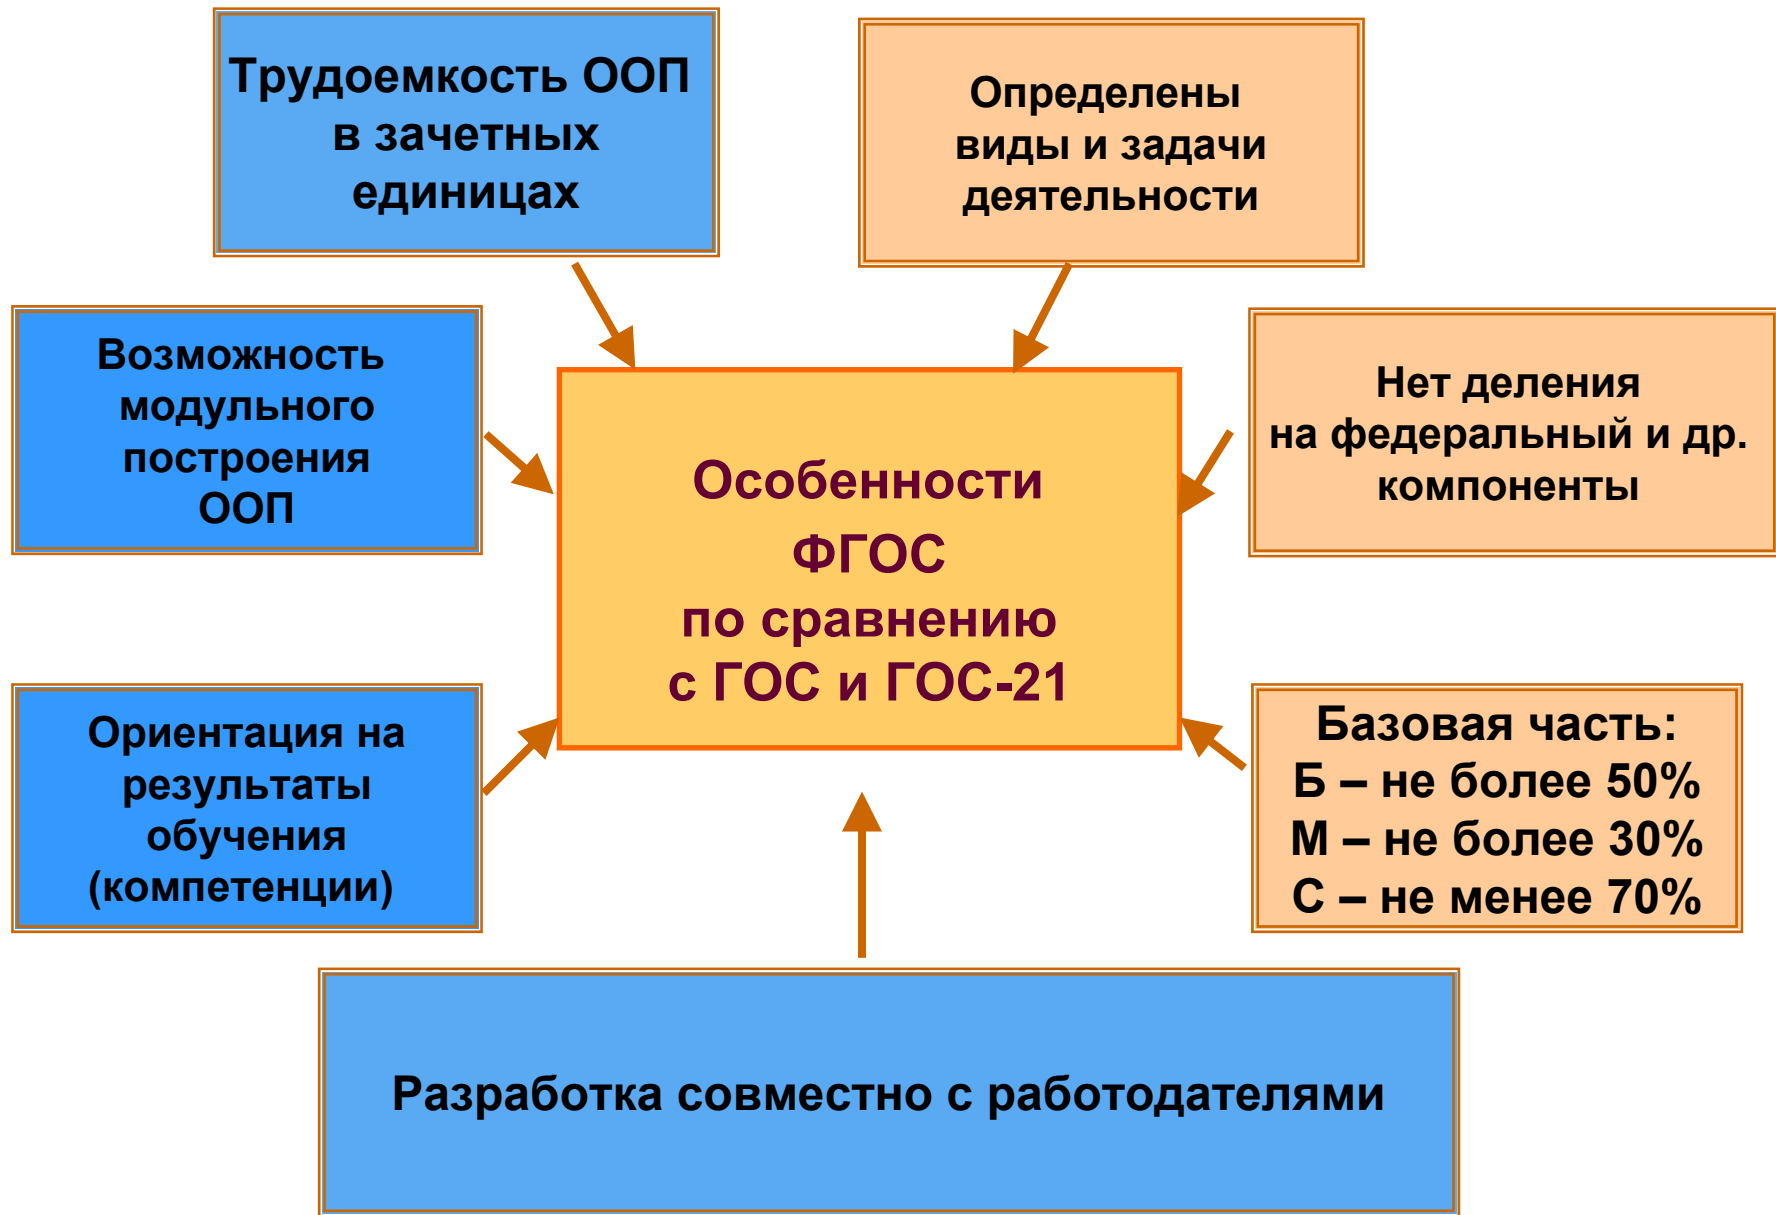 Трудоемкость ООП
в зачетных
единицах
Определены
виды и задачи
деятельности
Возможность
модульного
построения
ООП
Особенности
ФГОС
по сравнению
с ГОС и ГОС-21
Нет деления
на федеральный и др.
компоненты
Ориентация на
результаты
обучения
(компетенции)
Базовая часть:
Б – не более 50%
М – не более 30%
С – не менее 70%
Разработка совместно с работодателями